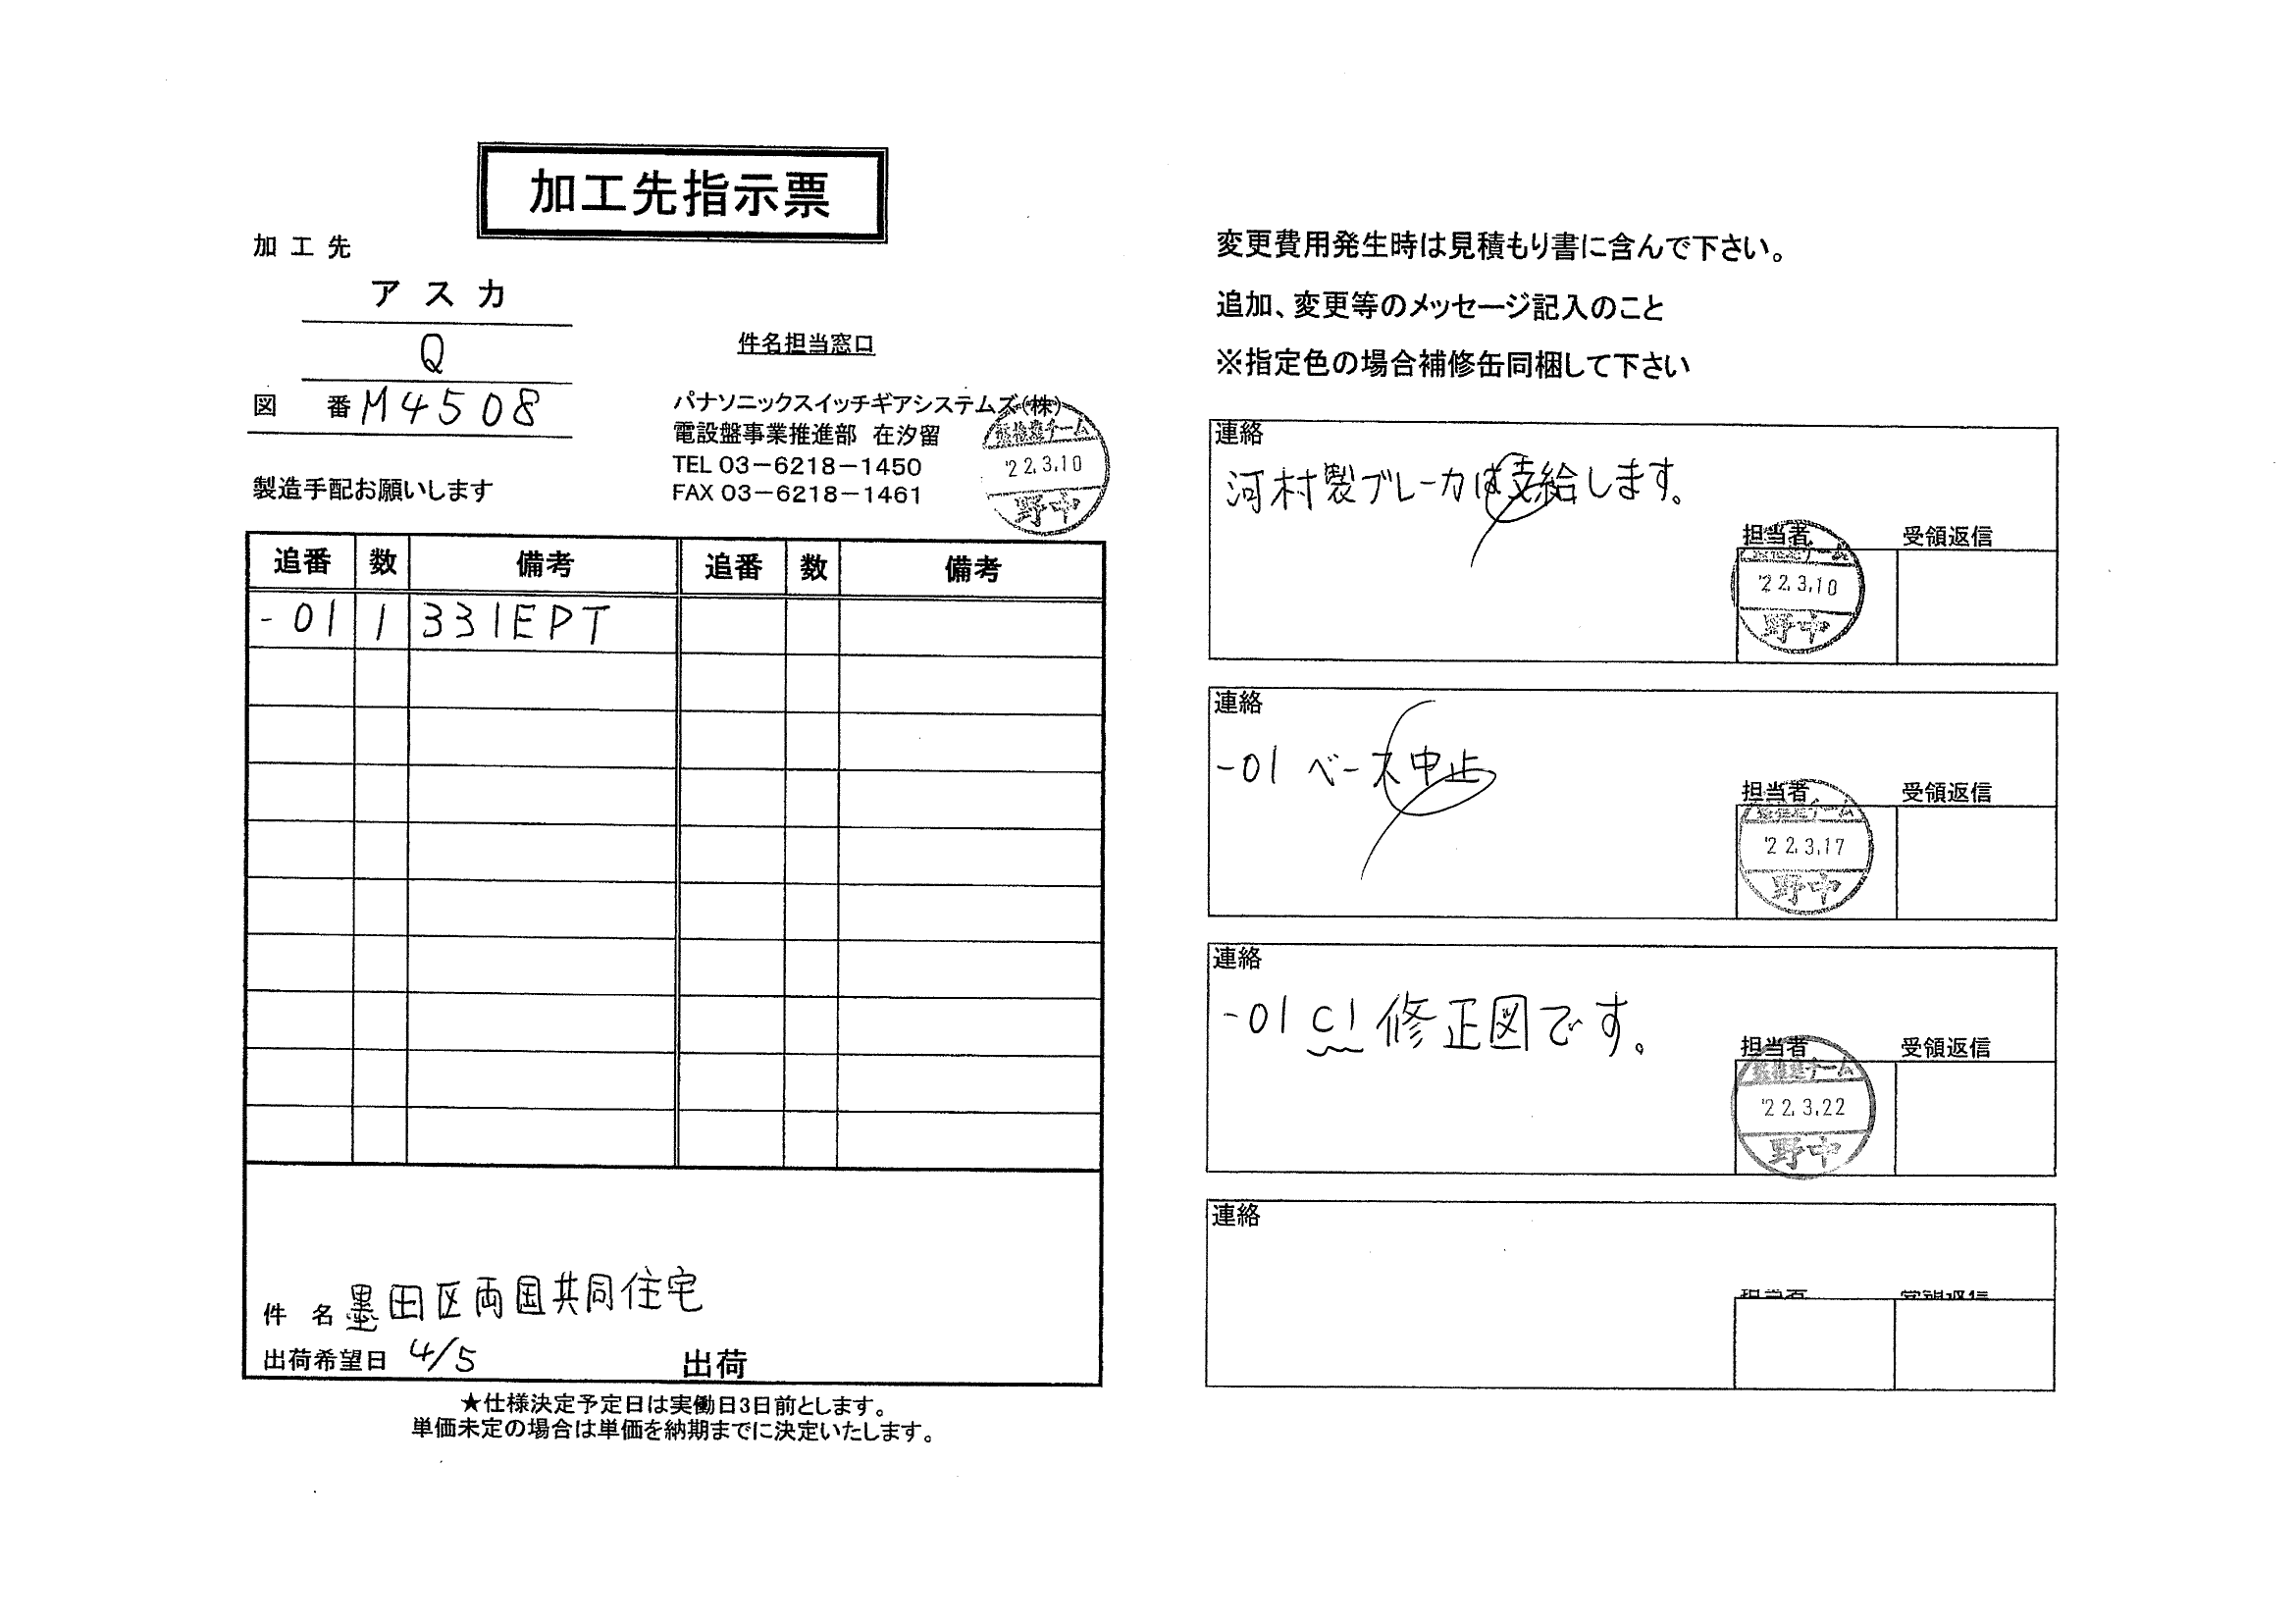 加工先指示票
加工先
アスカ
Q
図番 M4508
製造手配お願いします
件名担当窓口
パナソニックスイッチギアシステムズ(株)
電設盤事業推進部 在汐留
TEL 03-6218-1450
FAX 03-6218-1461
'22.3.10
野中
追番 数 備考 追番 数 備考
-01 1 331EPT
件名 墨田区両国共同住宅
出荷希望日 4/5 出荷
★仕様決定予定日は実働日3日前とします。
単価未定の場合は単価を納期までに決定いたします。
変更費用発生時は見積もり書に含んで下さい。
追加、変更等のメッセージ記入のこと
※指定色の場合補修缶同梱して下さい
連絡
河村製ブレーカは支給します。
担当者 受領返信
'22.3.10
野中
連絡
-01 ベース中止
担当者 受領返信
'22.3.17
野中
連絡
-01 C1 修正図です。
担当者 受領返信
'22.3.22
野中
連絡
担当者 受領返信